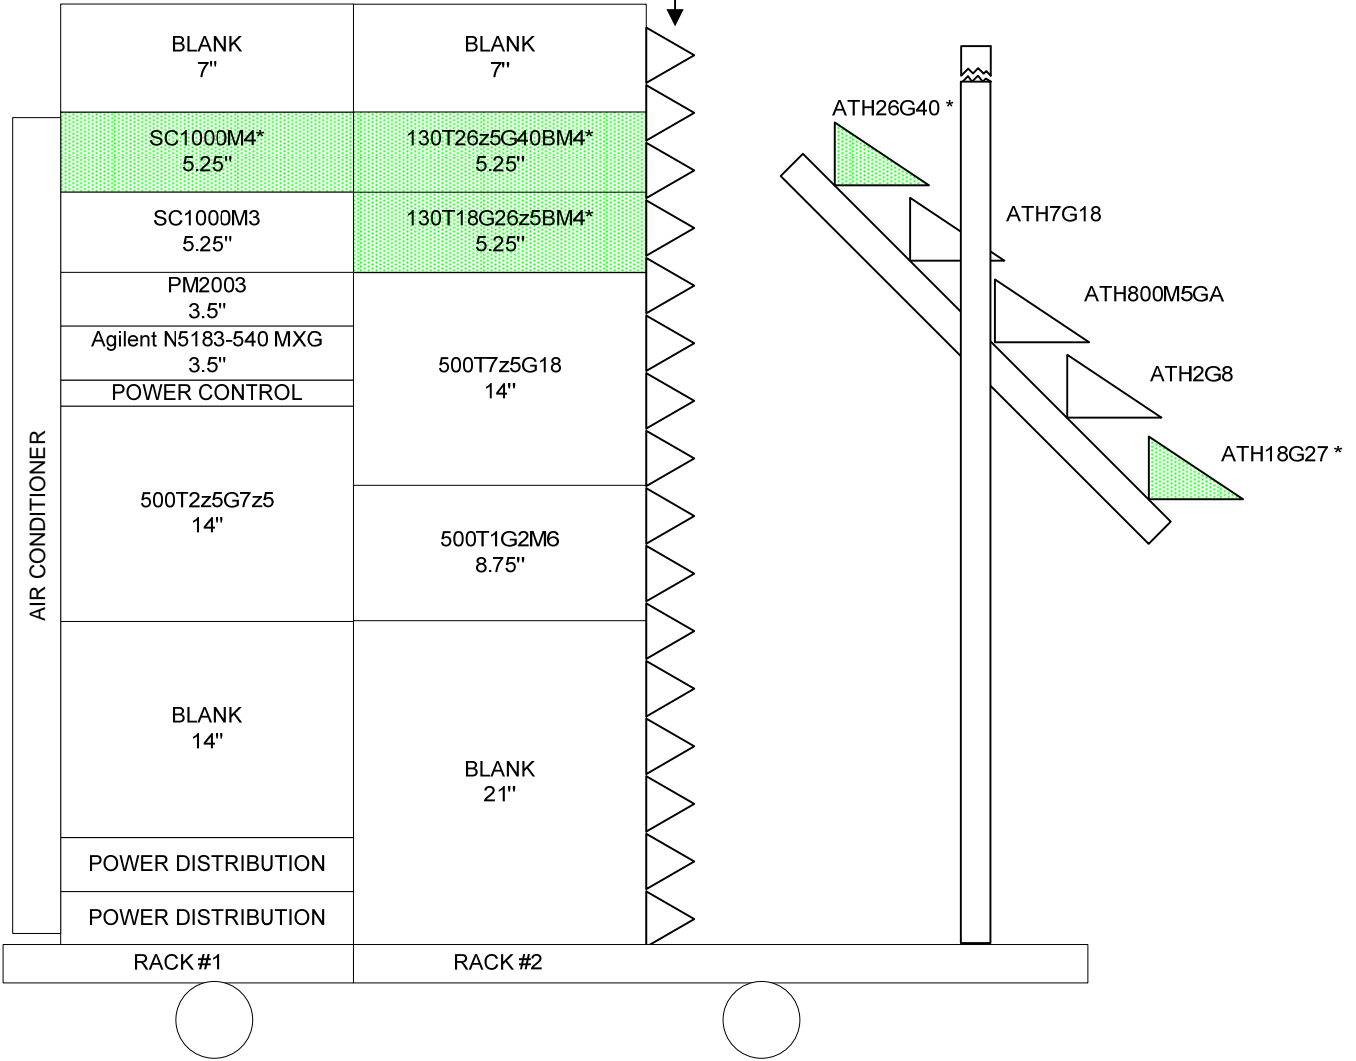 BLANK
7"
SC1000M4*
5.25"
SC1000M3
5.25"
PM2003
3.5"
Agilent N5183-540 MXG
3.5"
POWER CONTROL
500T2z5G7z5
14"
BLANK
14"
POWER DISTRIBUTION
POWER DISTRIBUTION
RACK #1
AIR CONDITIONER
BLANK
7"
130T26z5G40BM4*
5.25"
130T18G26z5BM4*
5.25"
500T7z5G18
14"
500T1G2M6
8.75"
BLANK
21"
RACK #2
ATH26G40 *
ATH7G18
ATH800M5GA
ATH2G8
ATH18G27 *